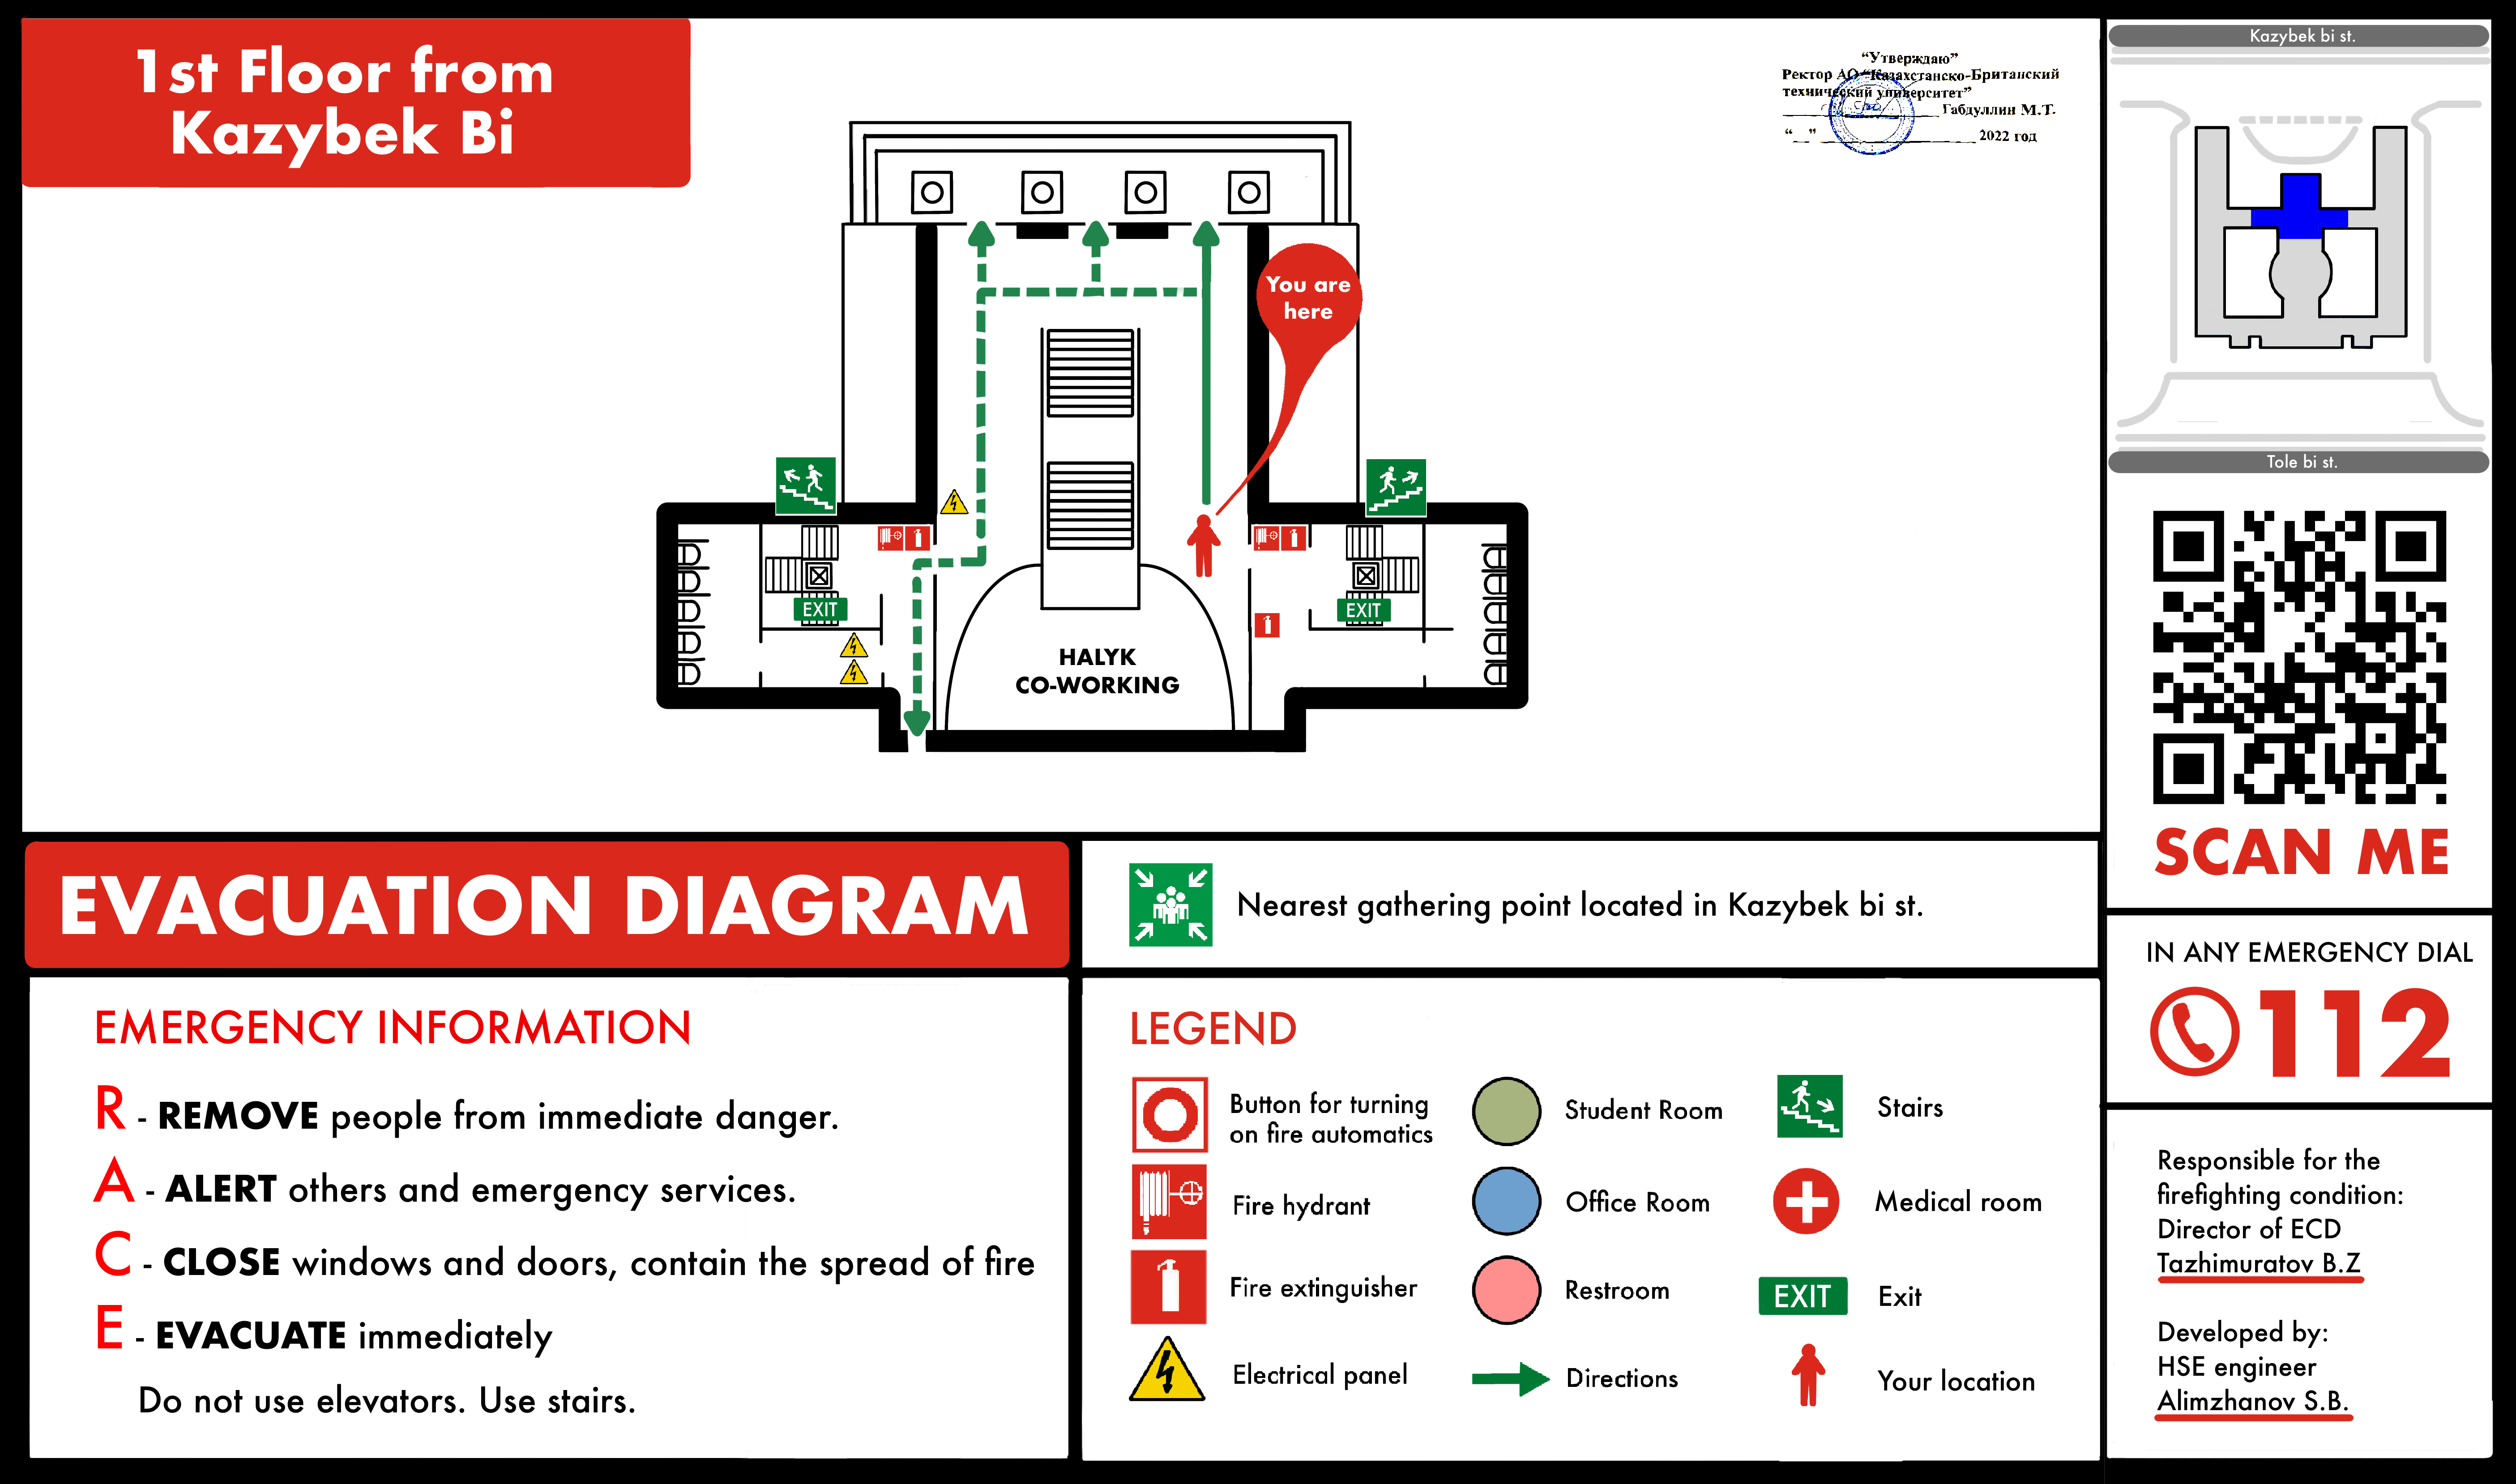 1st Floor from
Kazybek Bi
“Утверждаю”
Ректор АО “Казахстанско-Британский
технический университет”
Габдуллин М.Т.
“ ” 2022 год
You are
here
EXIT
EXIT
HALYK
CO-WORKING
Kazybek bi st.
Tole bi st.
SCAN ME
EVACUATION DIAGRAM
Nearest gathering point located in Kazybek bi st.
IN ANY EMERGENCY DIAL
112
EMERGENCY INFORMATION
R - REMOVE people from immediate danger.
A - ALERT others and emergency services.
C - CLOSE windows and doors, contain the spread of fire
E - EVACUATE immediately
Do not use elevators. Use stairs.
LEGEND
Button for turning
on fire automatics
Fire hydrant
Fire extinguisher
Electrical panel
Student Room
Office Room
Restroom
Directions
Stairs
Medical room
EXIT Exit
Your location
Responsible for the
firefighting condition:
Director of ECD
Tazhimuratov B.Z
Developed by:
HSE engineer
Alimzhanov S.B.